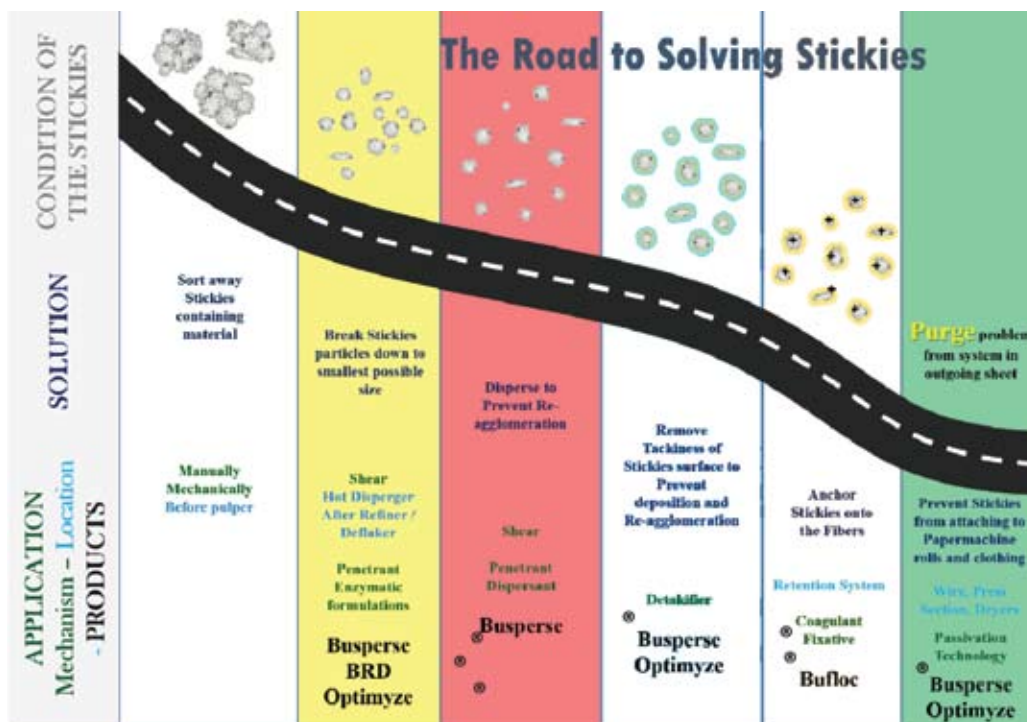 The Road to Solving Stickies
CONDITION OF
THE STICKIES
SOLUTION
APPLICATION
Mechanism – Location
- PRODUCTS
Sort away
Stickies
containing
material
Manually
Mechanically
Before pulper
Break Stickies
particles down to
smallest possible
size
Shear
Hot Disperger
After Refiner /
Deflaker
Penetrant
Enzymatic
formulations
Busperse
BRD
Optimyze
Disperse to
Prevent Re-
agglomeration
Shear
Penetrant
Dispersant
Busperse
®
®
®
Remove
Tackiness of
Stickies surface to
Prevent
deposition and
Re-agglomeration
Detakifier
®
Busperse
Optimyze
Anchor
Stickies onto
the Fibers
Retention System
®
Coagulant
Fixative
®
Bufloc
Purge problem
from system in
outgoing sheet
Prevent Stickies
from attaching to
Papermachine
rolls and clothing
Wire, Press
Section, Dryers
Passivation
Technology
®
Busperse
Optimyze